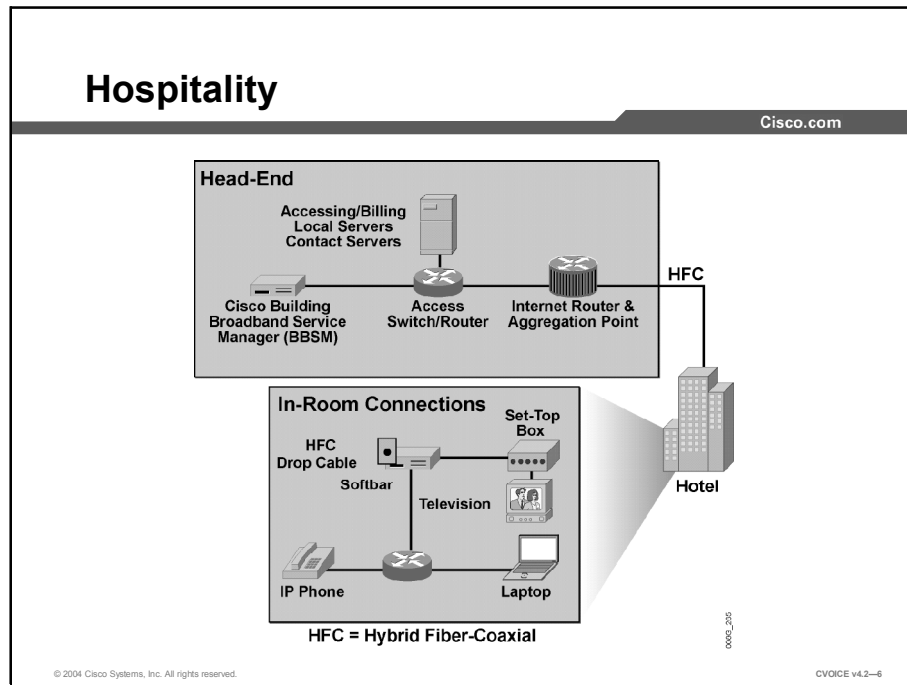 Hospitality
Cisco.com
Head-End
Accessing/Billing
Local Servers
Contact Servers
Cisco Building
Broadband Service
Manager (BBSM)
Access
Switch/Router
Internet Router &
Aggregation Point
HFC
In-Room Connections
HFC
Drop Cable
Softbar
Set-Top
Box
Television
IP Phone
Laptop
Hotel
HFC = Hybrid Fiber-Coaxial
© 2004 Cisco Systems, Inc. All rights reserved.
CVOICE v4.2—6